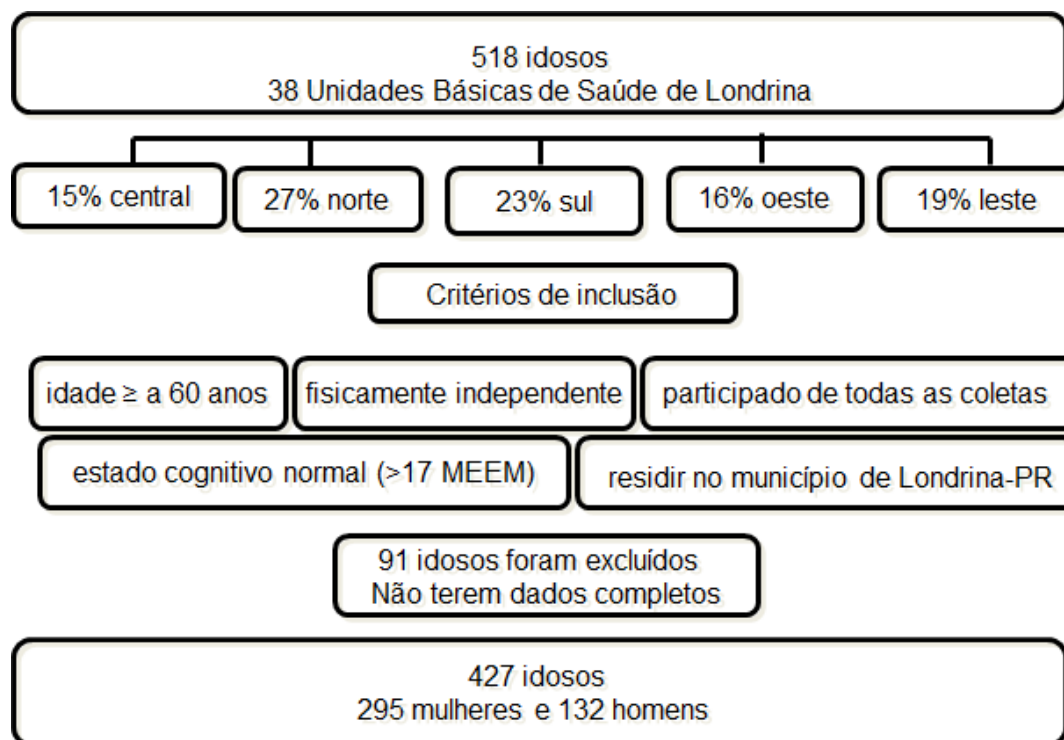 518 idosos
38 Unidades Básicas de Saúde de Londrina
15% central
27% norte
23% sul
16% oeste
19% leste
Critérios de inclusão
idade ≥ a 60 anos
fisicamente independente
participado de todas as coletas
estado cognitivo normal (>17 MEEM)
residir no município de Londrina-PR
91 idosos foram excluídos
Não terem dados completos
427 idosos
295 mulheres e 132 homens